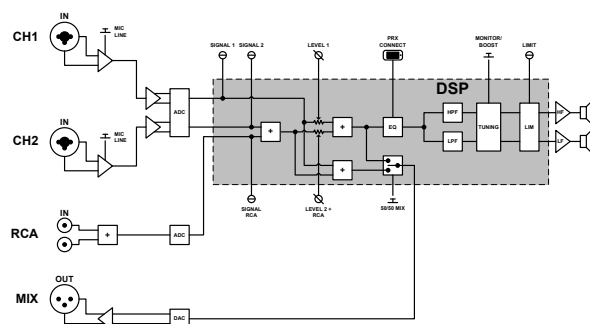 IN
CH1
MIC
LINE
SIGNAL 1
SIGNAL 2
LEVEL 1
PRX
CONNECT
MONITOR/
BOOST
LIMIT
DSP
ADC
IN
CH2
MIC
LINE
+
+
EQ
HPF
LPF
TUNING
LIM
HF
LF
+
IN
RCA
+
ADC
SIGNAL
RCA
LEVEL 2 +
RCA
50/50 MIX
OUT
MIX
DAC